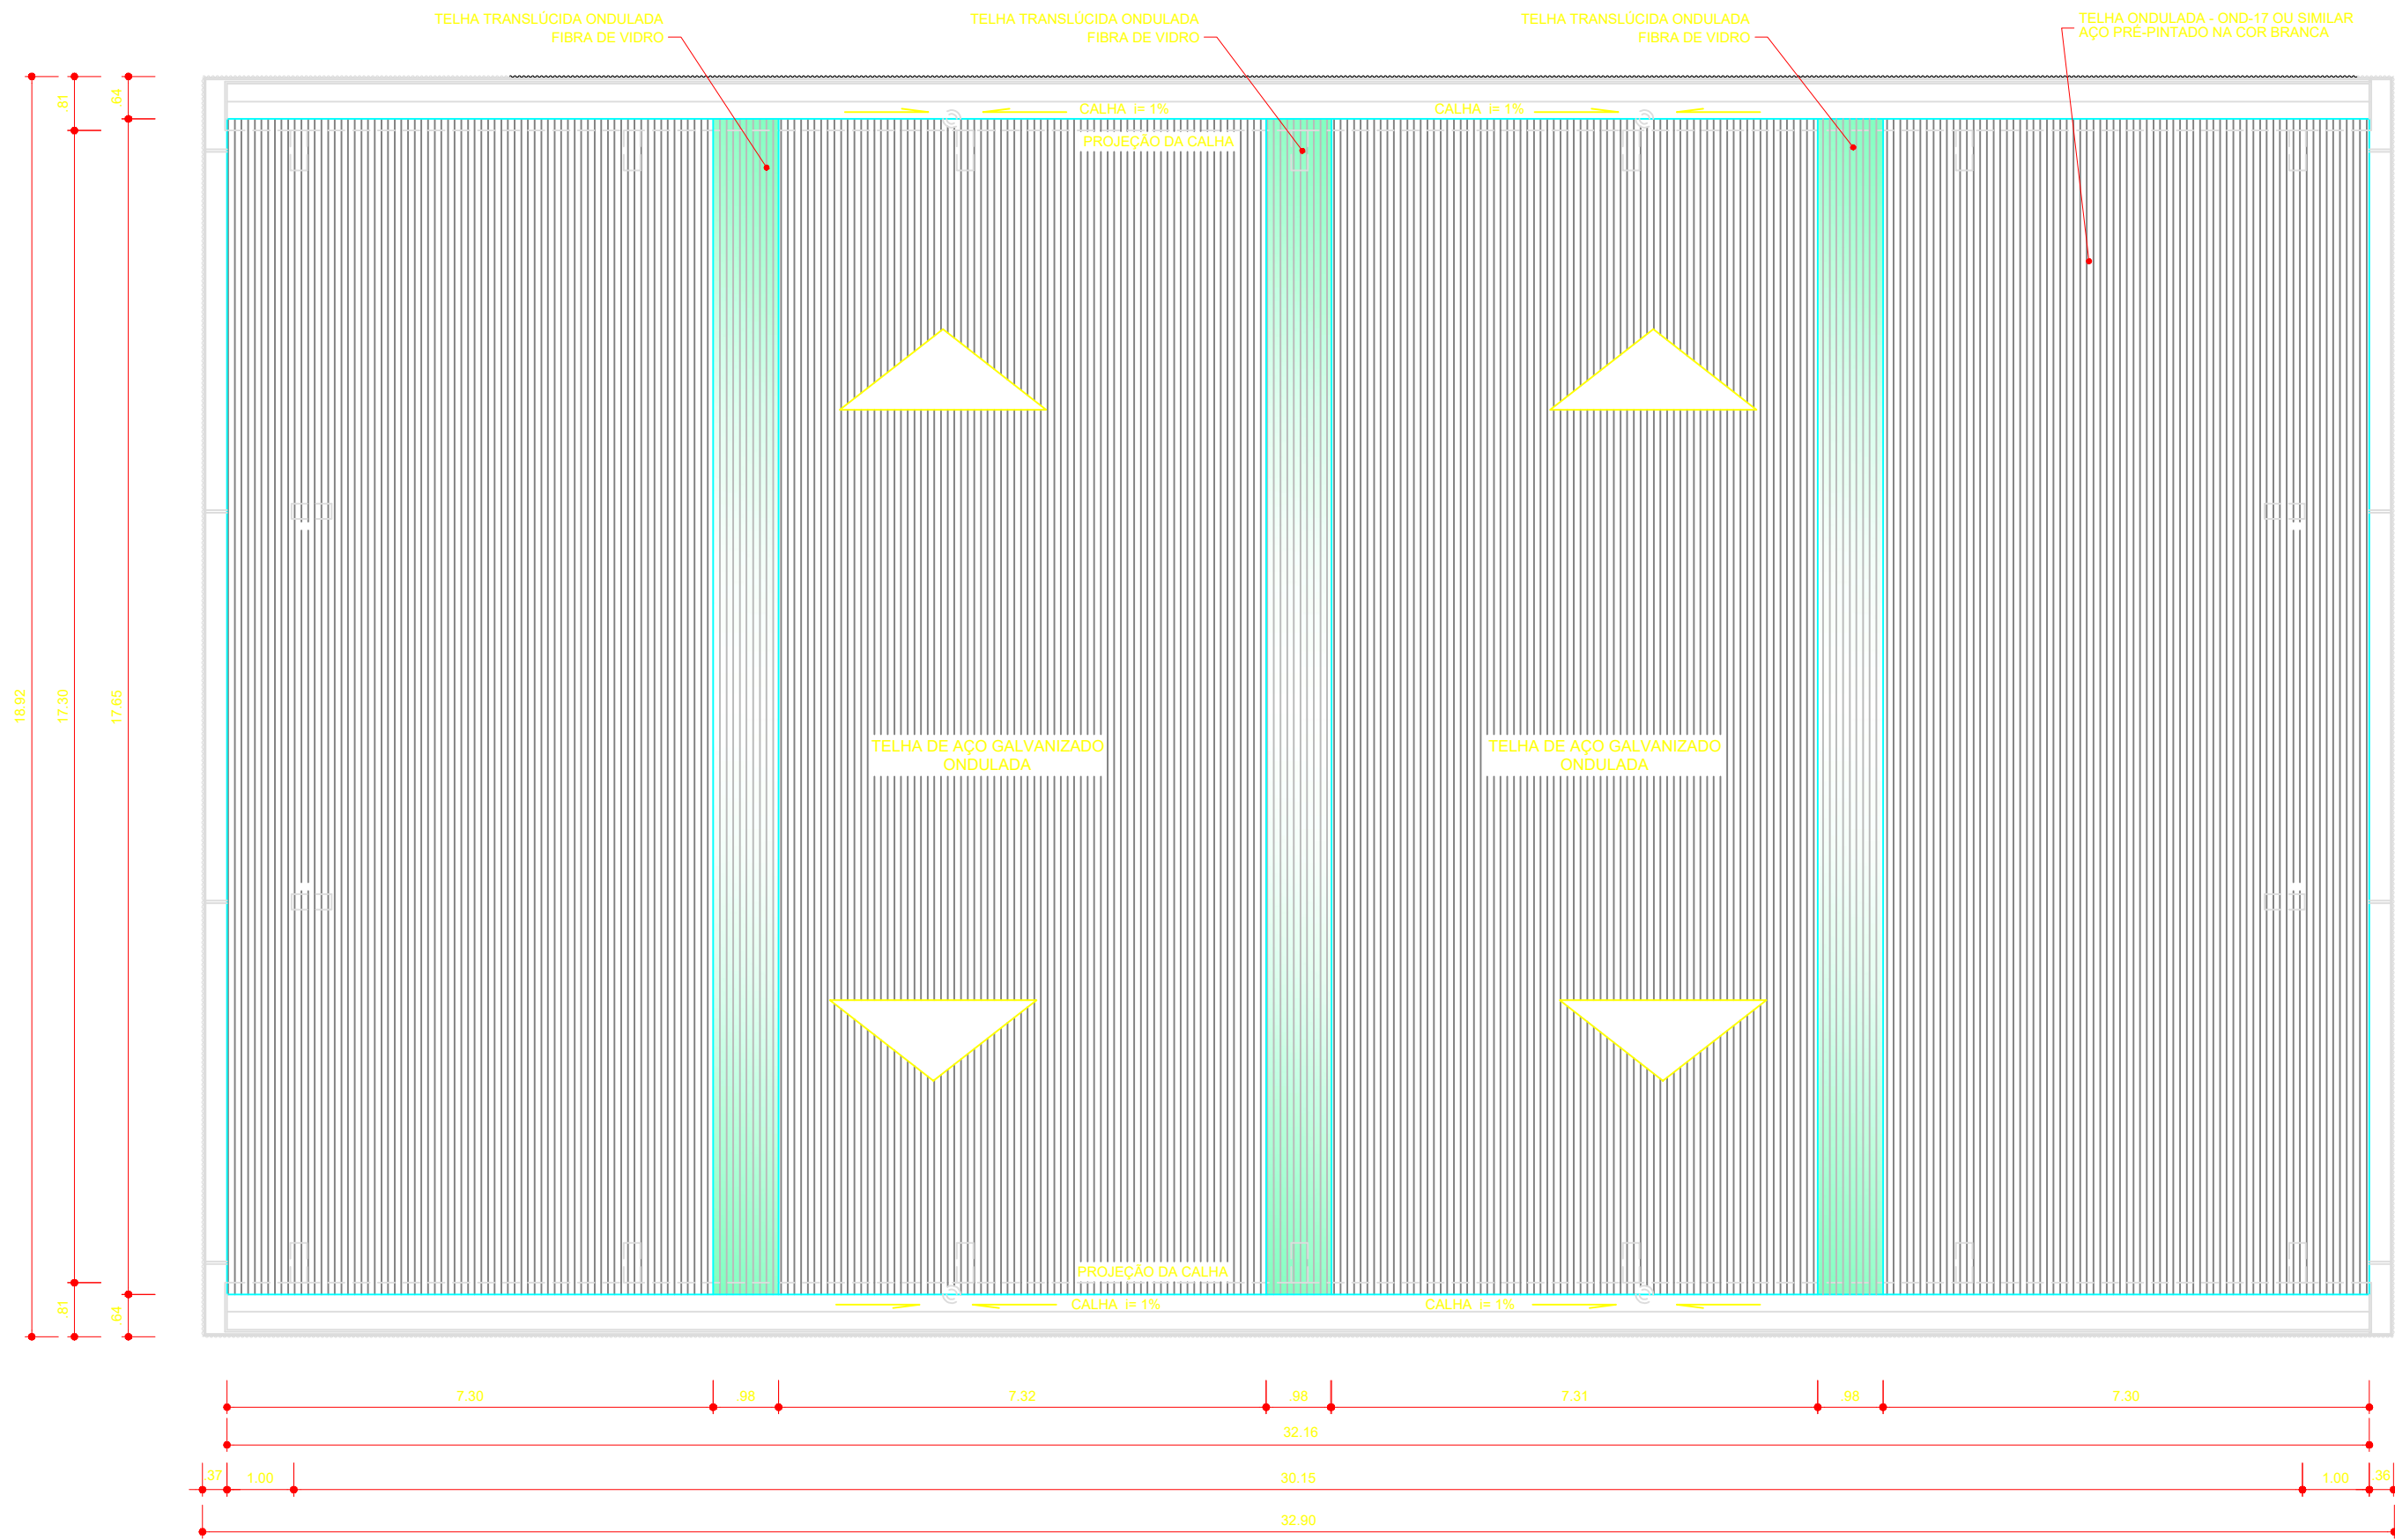 TELHA TRANSLÚCIDA ONDULADA
FIBRA DE VIDRO
TELHA TRANSLÚCIDA ONDULADA
FIBRA DE VIDRO
TELHA TRANSLÚCIDA ONDULADA
FIBRA DE VIDRO
TELHA ONDULADA - OND-17 OU SIMILAR
AÇO PRÉ-PINTADO NA COR BRANCA
.81
.64
CALHA i= 1%
CALHA i= 1%
PROJEÇÃO DA CALHA
18.92
17.30
17.65
TELHA DE AÇO GALVANIZADO
ONDULADA
TELHA DE AÇO GALVANIZADO
ONDULADA
PROJEÇÃO DA CALHA
.81
.64
CALHA i= 1%
CALHA i= 1%
7.30
.98
7.32
.98
7.31
.98
7.30
32.16
.37
1.00
30.15
1.00
.36
32.90